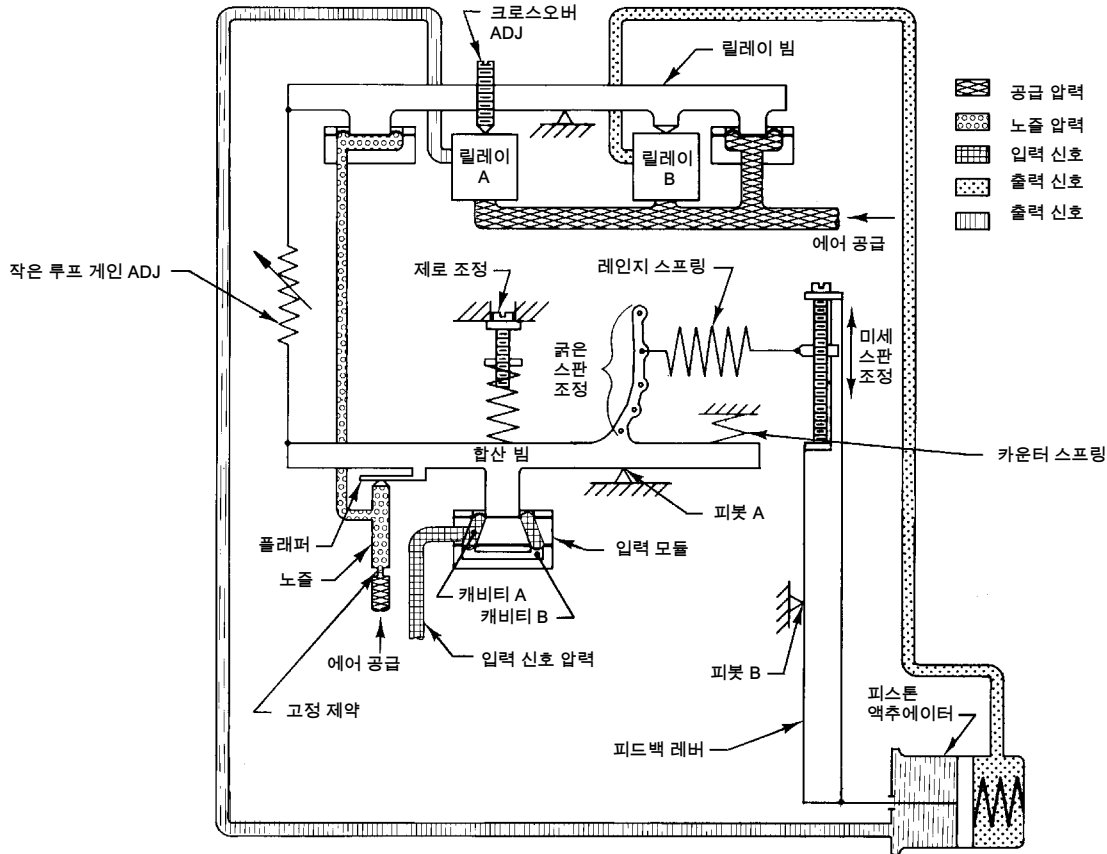 크로스오버
ADJ
릴레이 빔
공급 압력
노즐 압력
입력 신호
출력 신호
출력 신호
릴레이
A
릴레이
B
에어 공급
작은 루프 게인 ADJ
제로 조정
레인지 스프링
굵은
스판
조정
미세
스판
조정
합산 빔
카운터 스프링
피봇 A
플래퍼
노즐
입력 모듈
캐비티 A
캐비티 B
에어 공급
입력 신호 압력
고정 제약
피봇 B
피스톤
액추에이터
피드백 레버